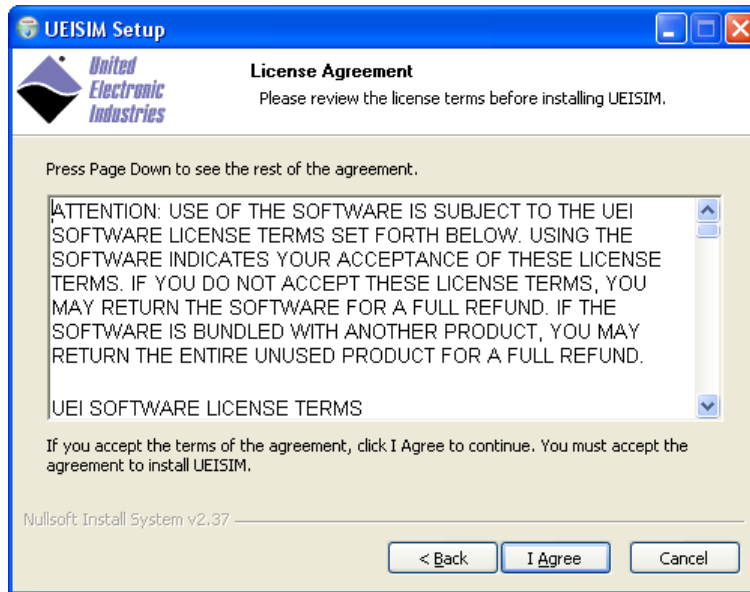 UEISIM Setup
United
Electronic
Industries
License Agreement
Please review the license terms before installing UEISIM.
Press Page Down to see the rest of the agreement.
ATTENTION: USE OF THE SOFTWARE IS SUBJECT TO THE UEI
SOFTWARE LICENSE TERMS SET FORTH BELOW. USING THE
SOFTWARE INDICATES YOUR ACCEPTANCE OF THESE LICENSE
TERMS. IF YOU DO NOT ACCEPT THESE LICENSE TERMS, YOU
MAY RETURN THE SOFTWARE FOR A FULL REFUND. IF THE
SOFTWARE IS BUNDLED WITH ANOTHER PRODUCT, YOU MAY
RETURN THE ENTIRE UNUSED PRODUCT FOR A FULL REFUND.
UEI SOFTWARE LICENSE TERMS
If you accept the terms of the agreement, click I Agree to continue. You must accept the
agreement to install UEISIM.
Nullsoft Install System v2.37
< Back I Agree Cancel